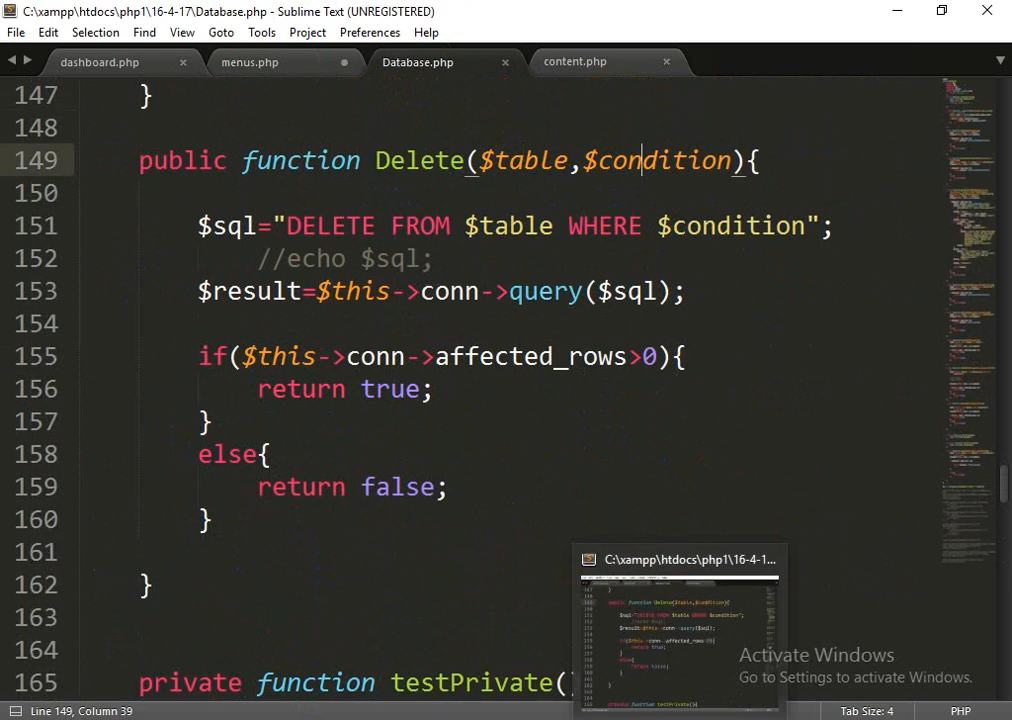 C:\xampp\htdocs\php1\16-4-17\Database.php - Sublime Text (UNREGISTERED)
File Edit Selection Find View Goto Tools Project Preferences Help
dashboard.php menus.php Database.php content.php
147 }
148
149 public function Delete($table,$condition){
150
151 $sql="DELETE FROM $table WHERE $condition";
152 //echo $sql;
153 $result=$this->conn->query($sql);
154
155 if($this->conn->affected_rows>0){
156 return true;
157 }
158 else{
159 return false;
160 }
161
162 }
163
164
165 private function testPrivate()
C:\xampp\htdocs\php1\16-4-1...
Activate Windows
Go to Settings to activate Windows.
Line 149, Column 39 Tab Size: 4 PHP